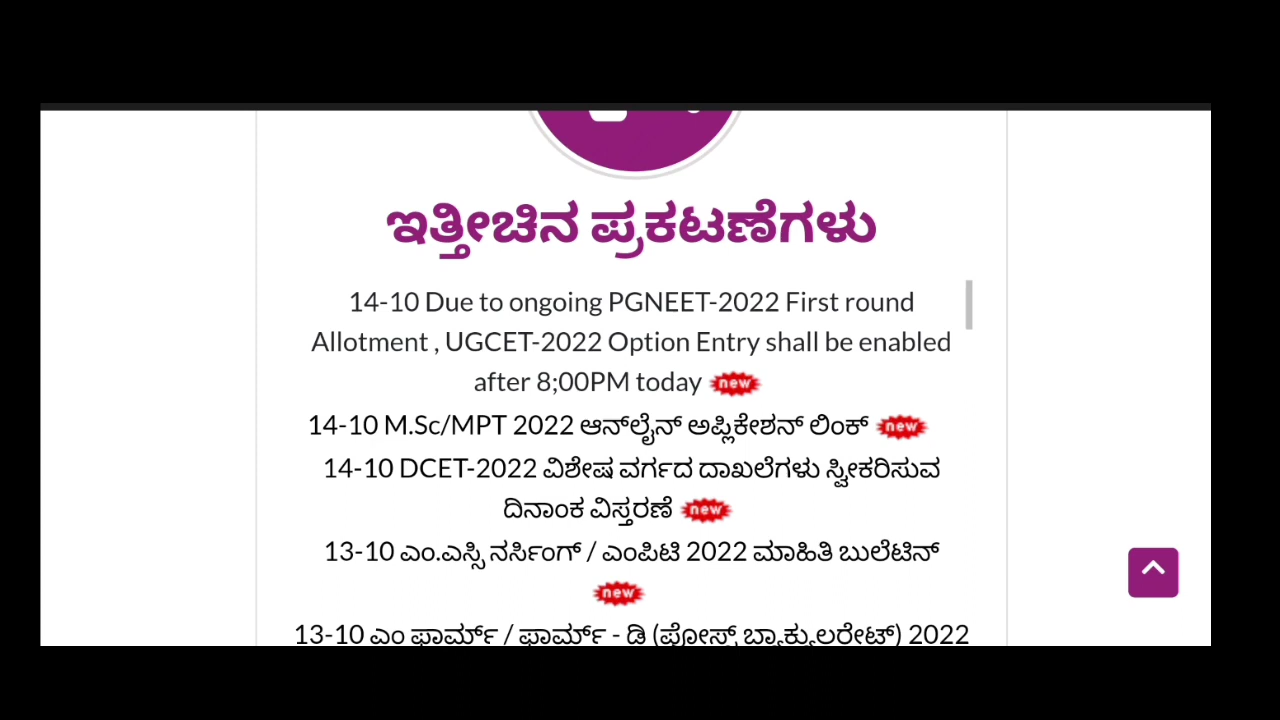 ಇತ್ತೀಚಿನ ಪ್ರಕಟಣೆಗಳು
14-10 Due to ongoing PGNEET-2022 First round
Allotment , UGCET-2022 Option Entry shall be enabled
after 8;00PM today new
14-10 M.Sc/MPT 2022 ಆನ್‌ಲೈನ್ ಅಪ್ಲಿಕೇಶನ್ ಲಿಂಕ್ new
14-10 DCET-2022 ವಿಶೇಷ ವರ್ಗದ ದಾಖಲೆಗಳು ಸ್ವೀಕರಿಸುವ
ದಿನಾಂಕ ವಿಸ್ತರಣೆ new
13-10 ಎಂ.ಎಸ್ಸಿ ನರ್ಸಿಂಗ್ / ಎಂಪಿಟಿ 2022 ಮಾಹಿತಿ ಬುಲೆಟಿನ್
new
13-10 ಎಂ ಫಾರ್ಮ್ / ಫಾರ್ಮ್ - ಡಿ (ಪೋಸ್ಟ್ ಬ್ಯಾಕ್ಯುಲರೇಟ್) 2022